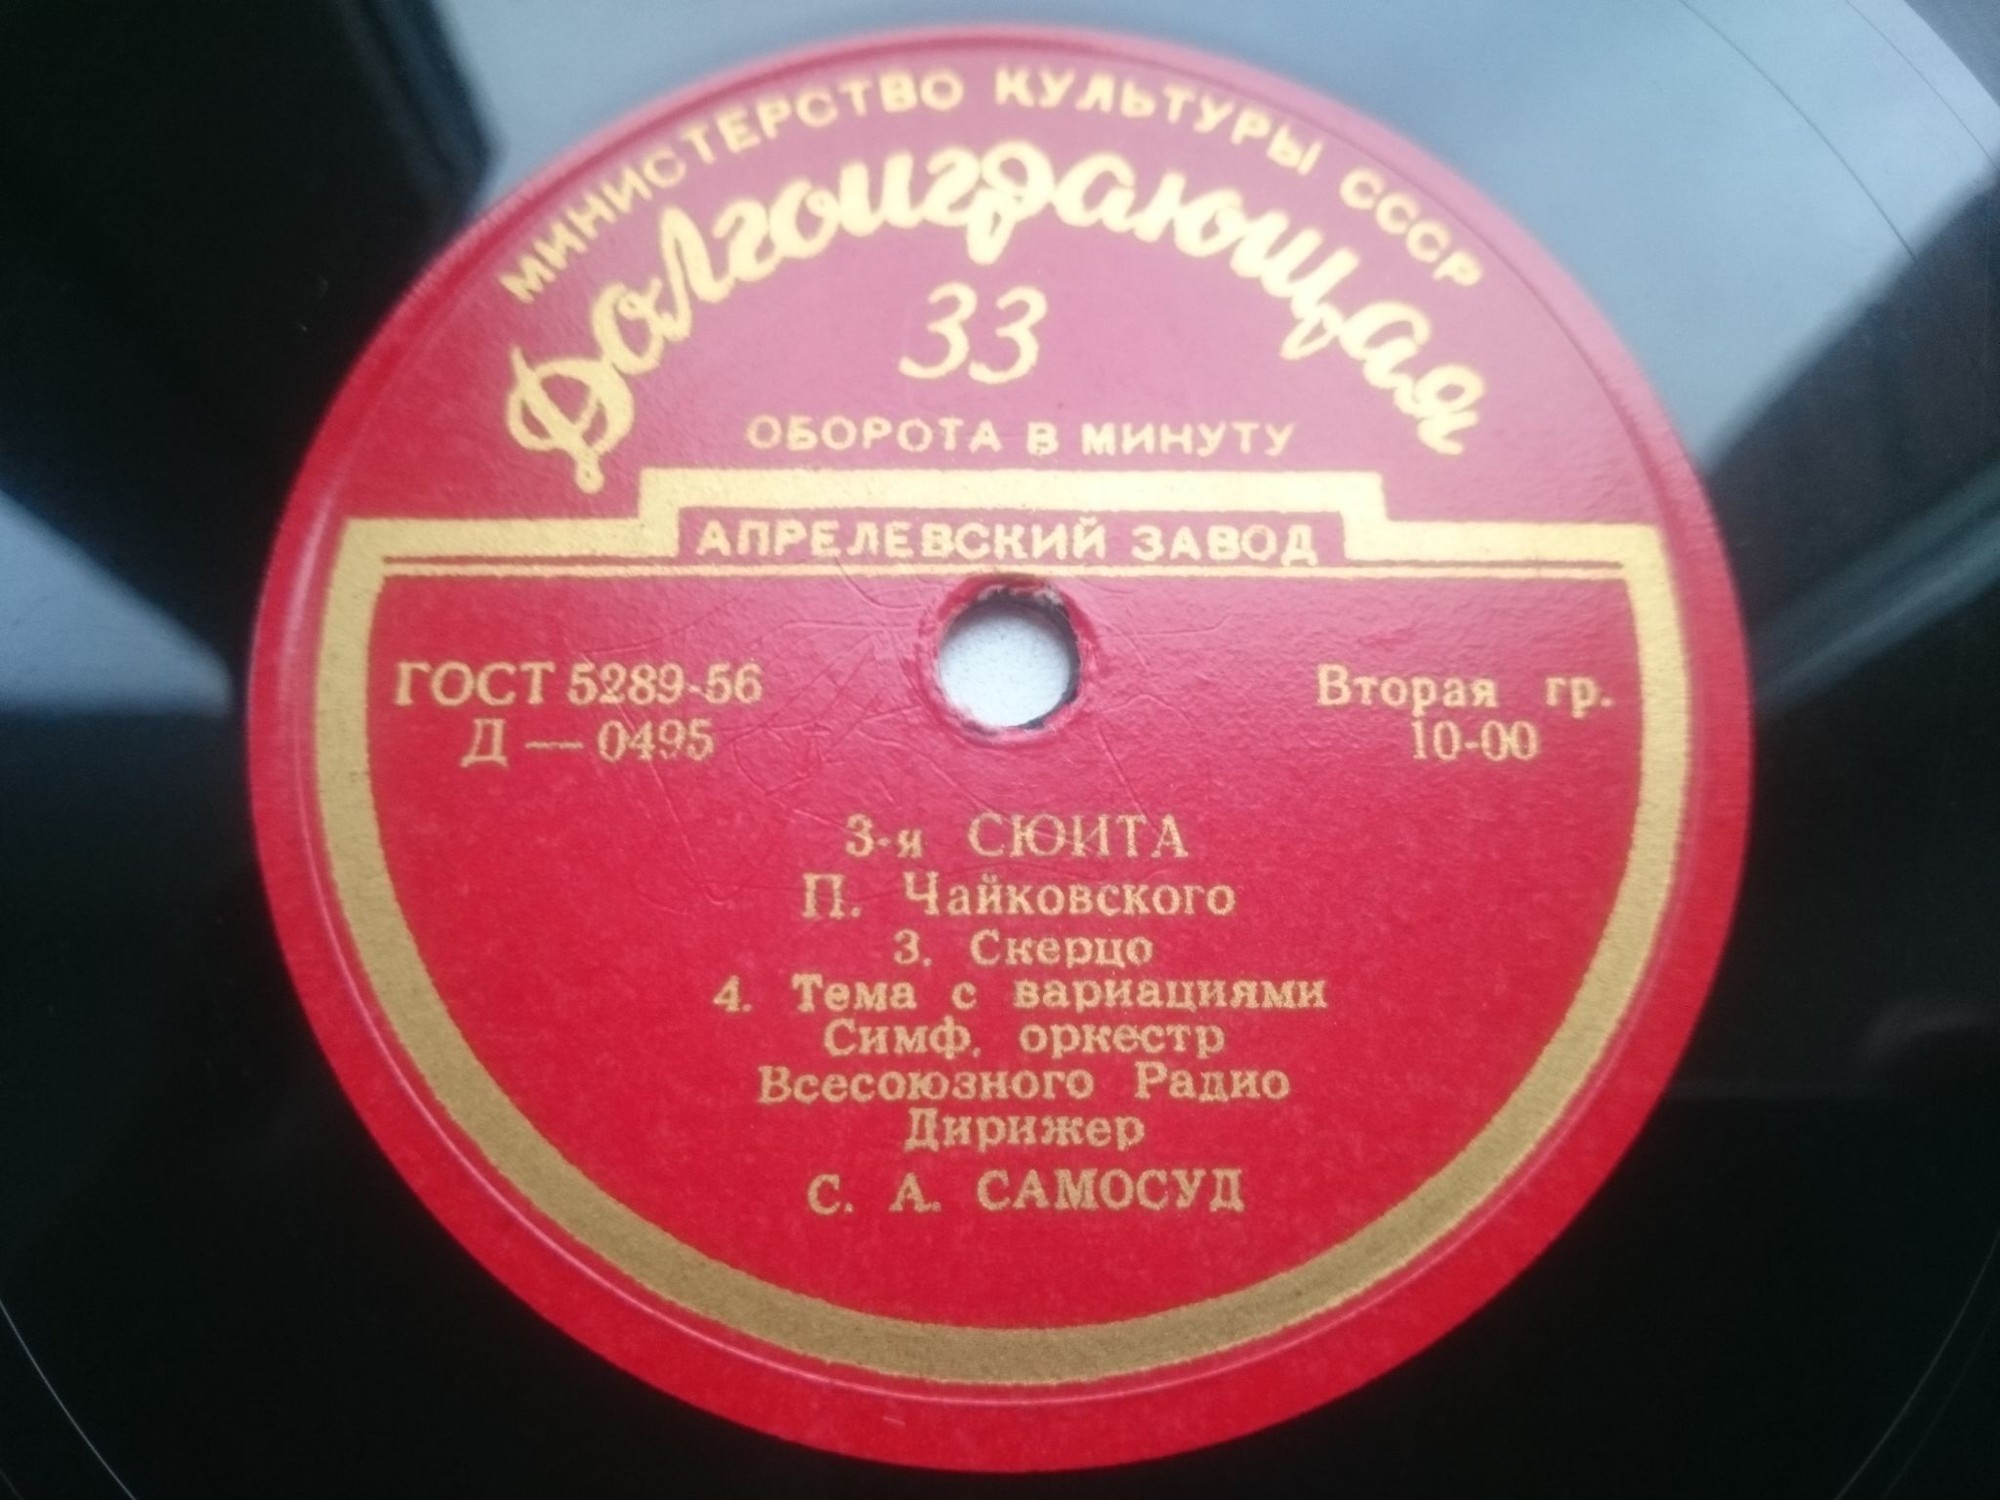 МИНИСТЕРСТВО КУЛЬТУРЫ СССР
Долгоиграющая
33
ОБОРОТА В МИНУТУ
АПРЕЛЕВСКИЙ ЗАВОД
ГОСТ 5289-56
Д — 0495
Вторая гр.
10-00
3-я СЮИТА
П. Чайковского
3. Скерцо
4. Тема с вариациями
Симф. оркестр
Всесоюзного Радио
Дирижер
С. А. САМОСУД